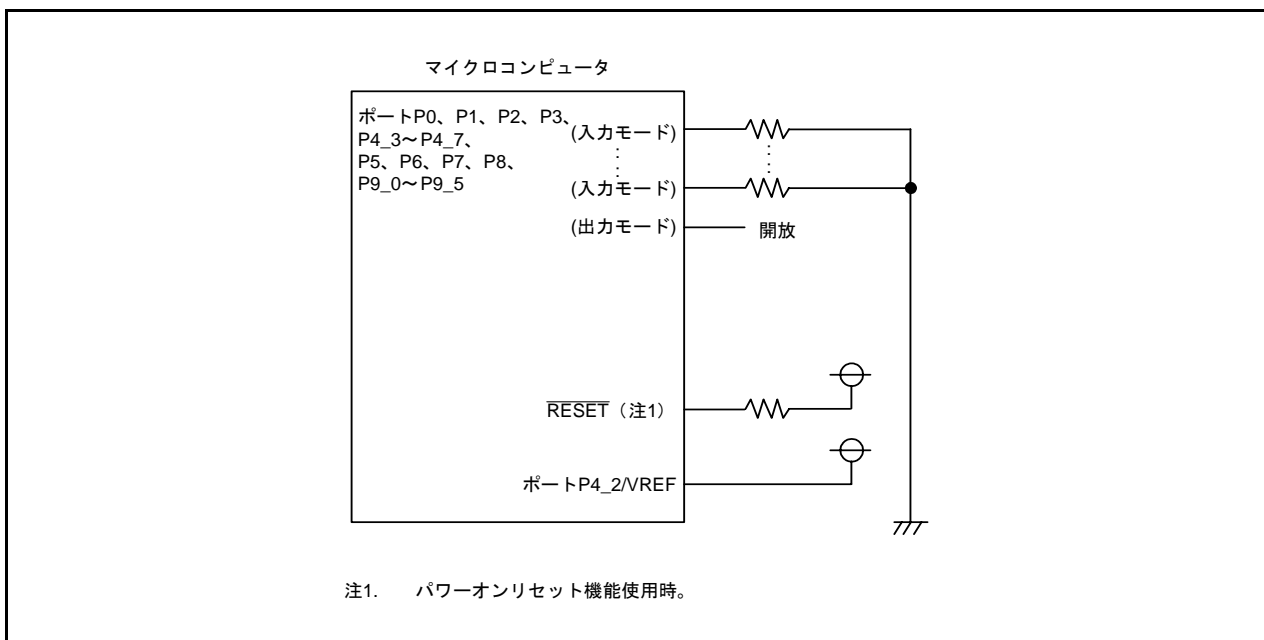 マイクロコンピュータ
ポートP0、P1、P2、P3、
P4_3～P4_7、
P5、P6、P7、P8、
P9_0～P9_5
(入力モード)
(入力モード)
(出力モード)
開放
RESET（注1）
ポートP4_2/VREF
注1. パワーオンリセット機能使用時。